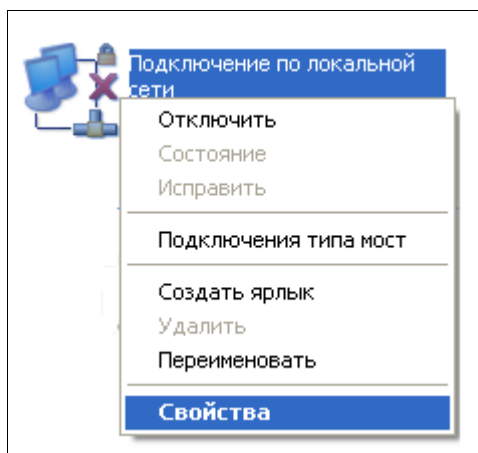 Подключение по локальной
сети
Отключить
Состояние
Исправить
Подключения типа мост
Создать ярлык
Удалить
Переименовать
Свойства